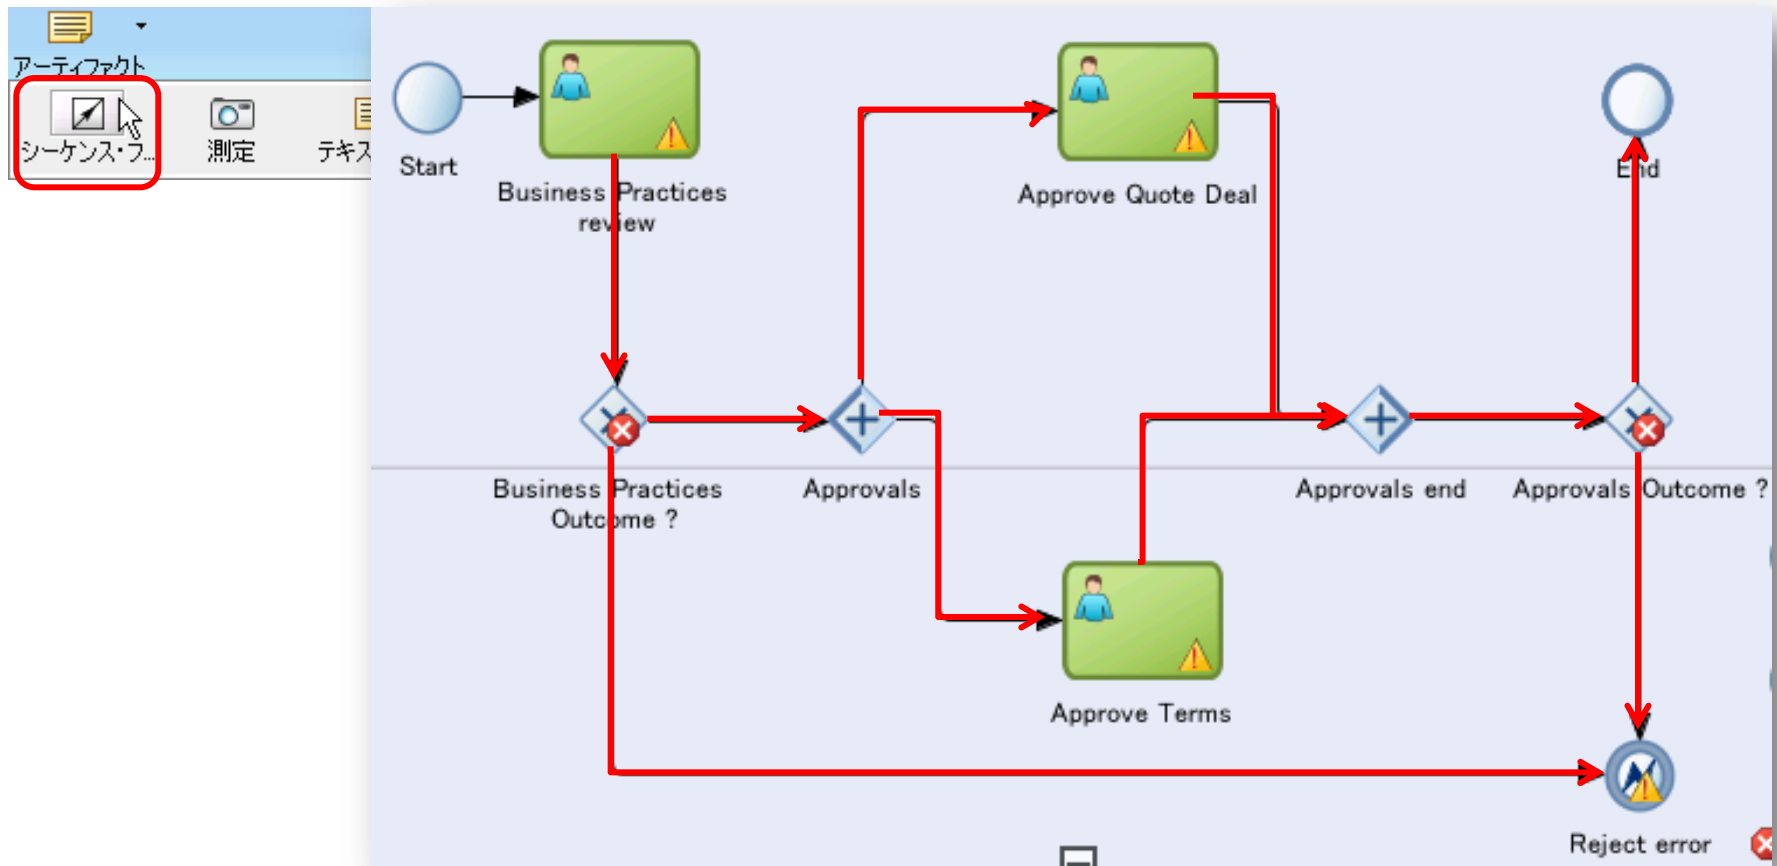 アーティファクト
シーケンス・フ...
測定
テキス
Start
Business Practices
review
Approve Quote Deal
End
Business Practices
Outcome ?
Approvals
Approvals end
Approvals Outcome ?
Approve Terms
Reject error